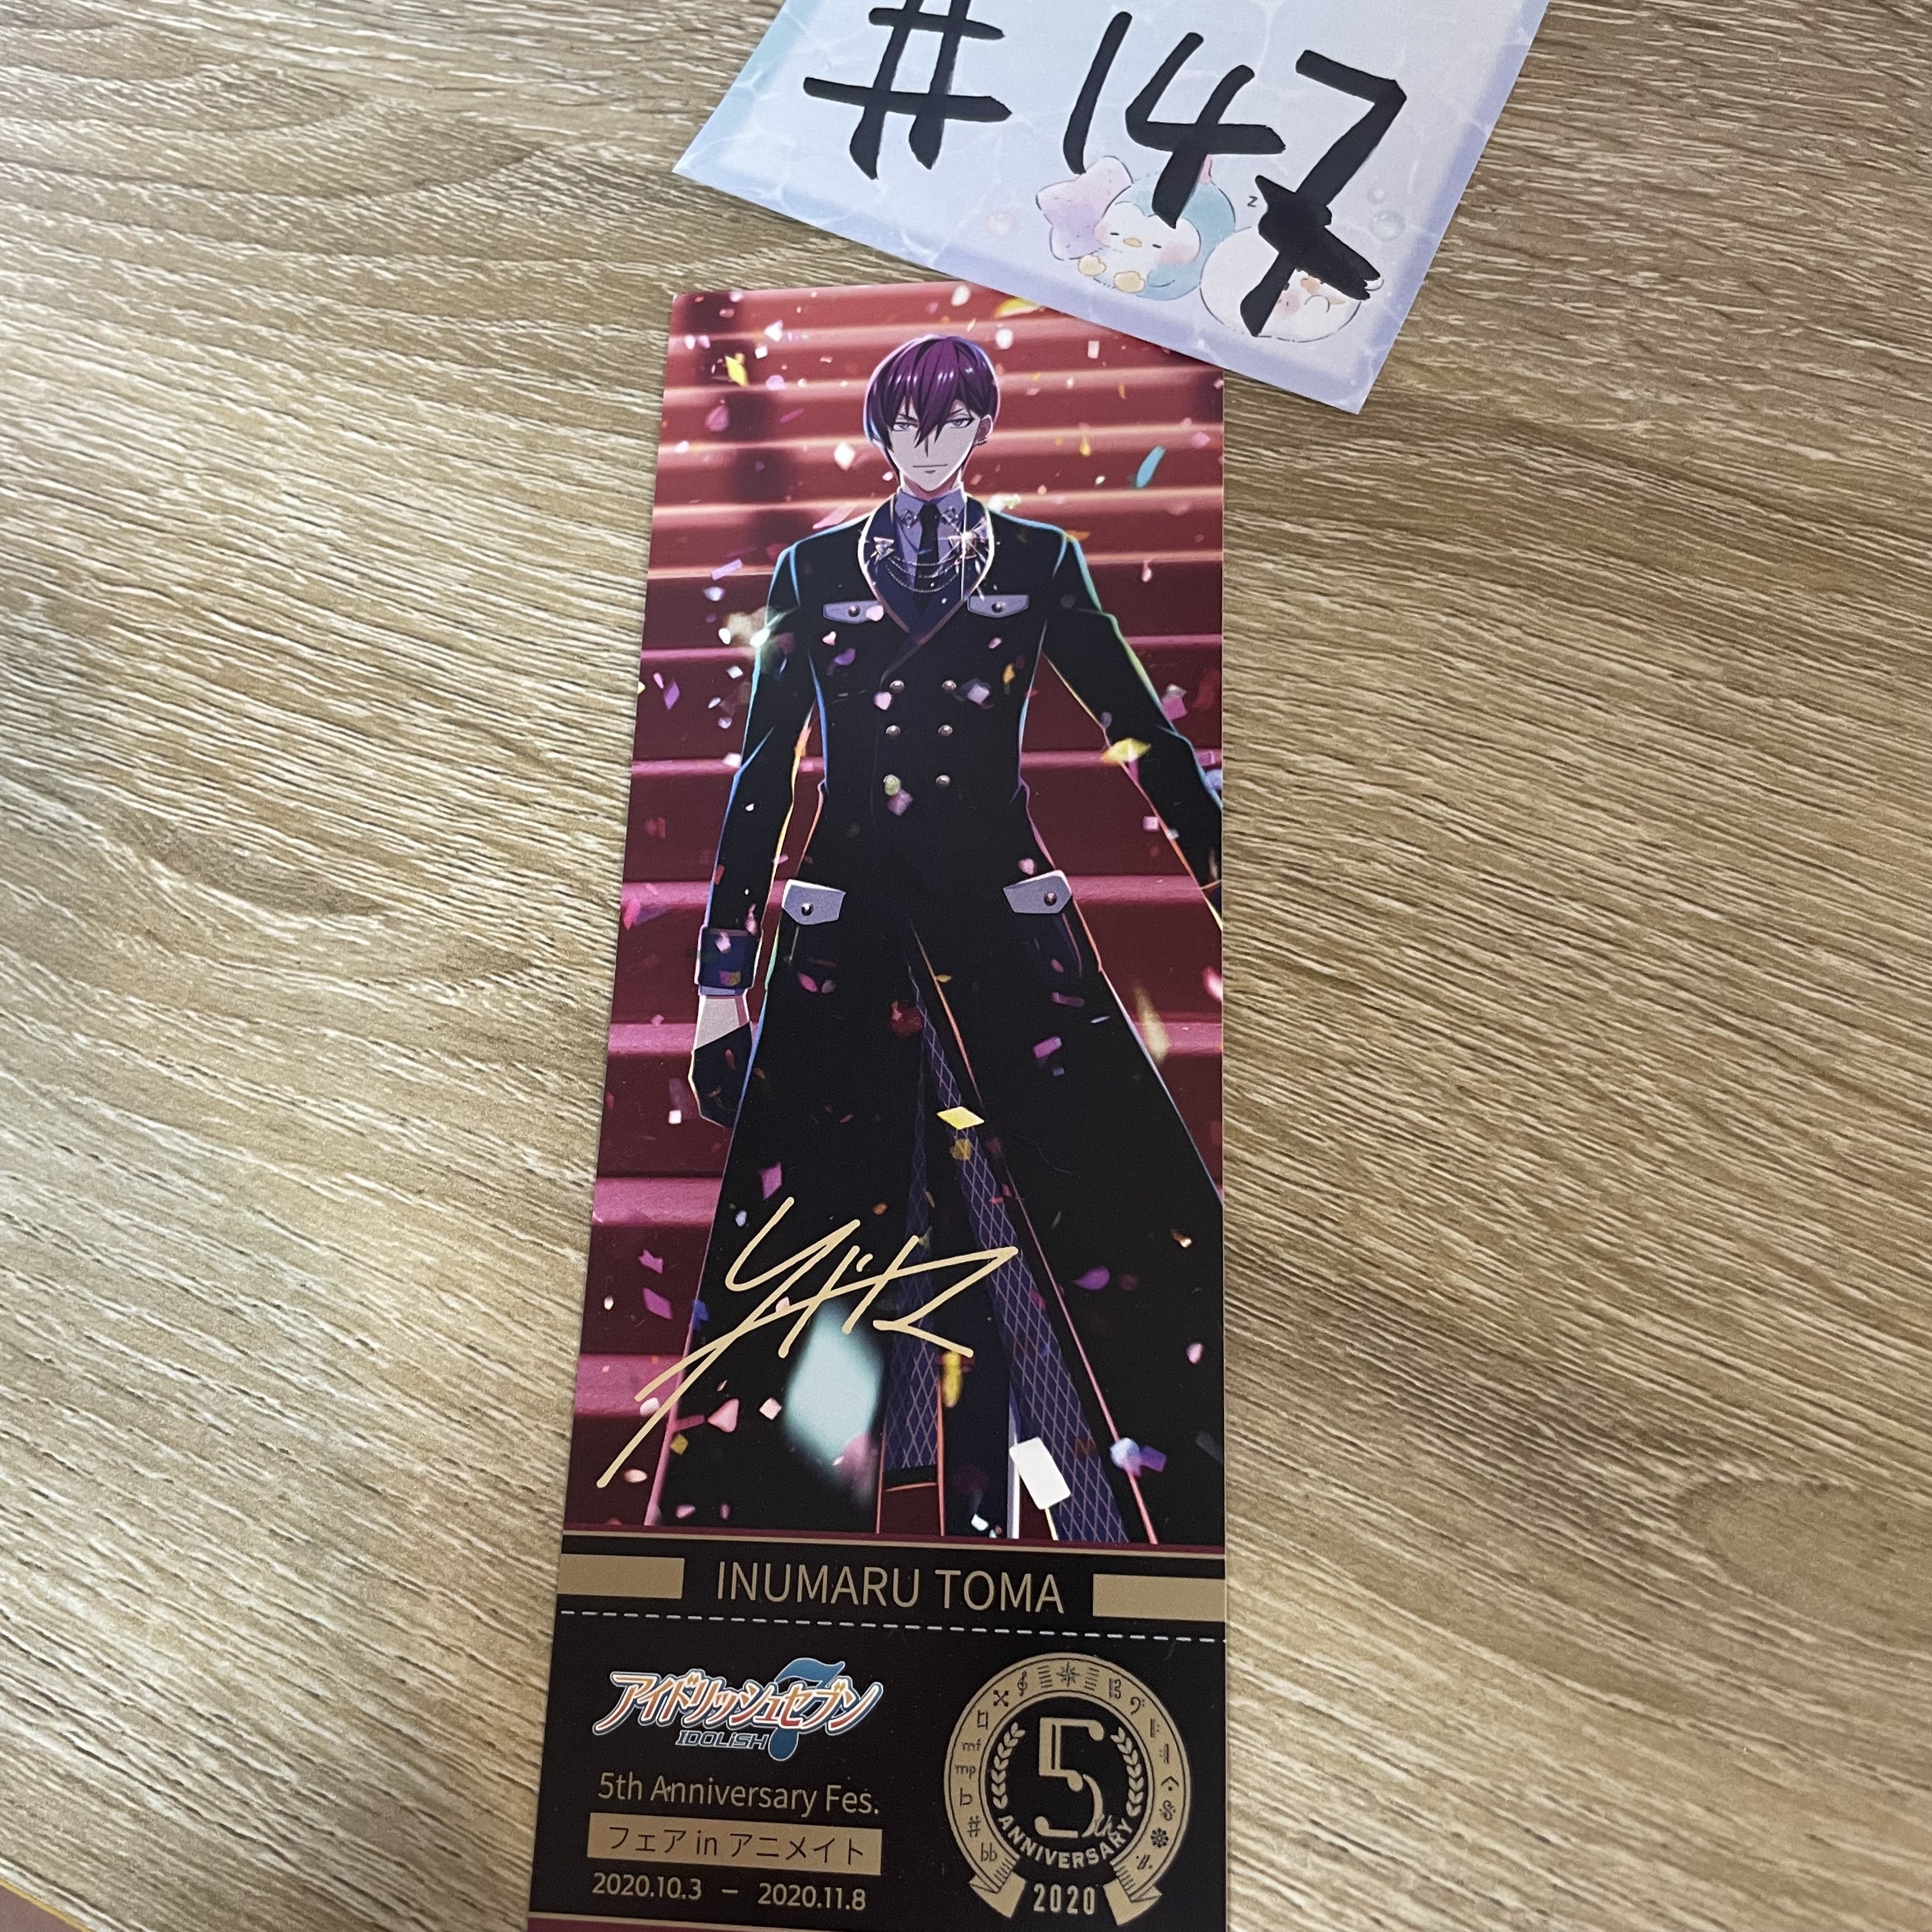 #147
z
INUMARU TOMA
アイドリッシュセブン
IDOLiSH7
5th Anniversary Fes.
フェア in アニメイト
2020.10.3 － 2020.11.8
5th
ANNIVERSARY
2020